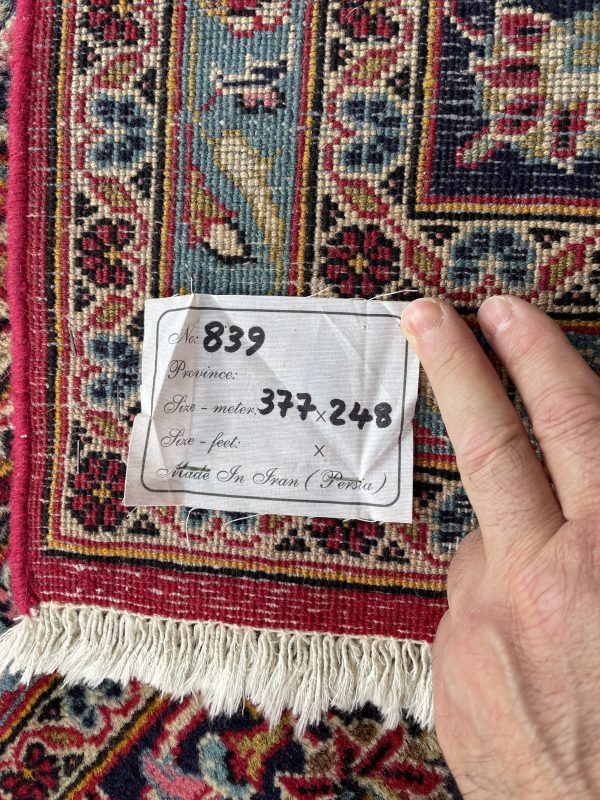 No: 839
Province:
Size - meter: 377 x 248
Size - feet: x
Made In Iran ( Persia )